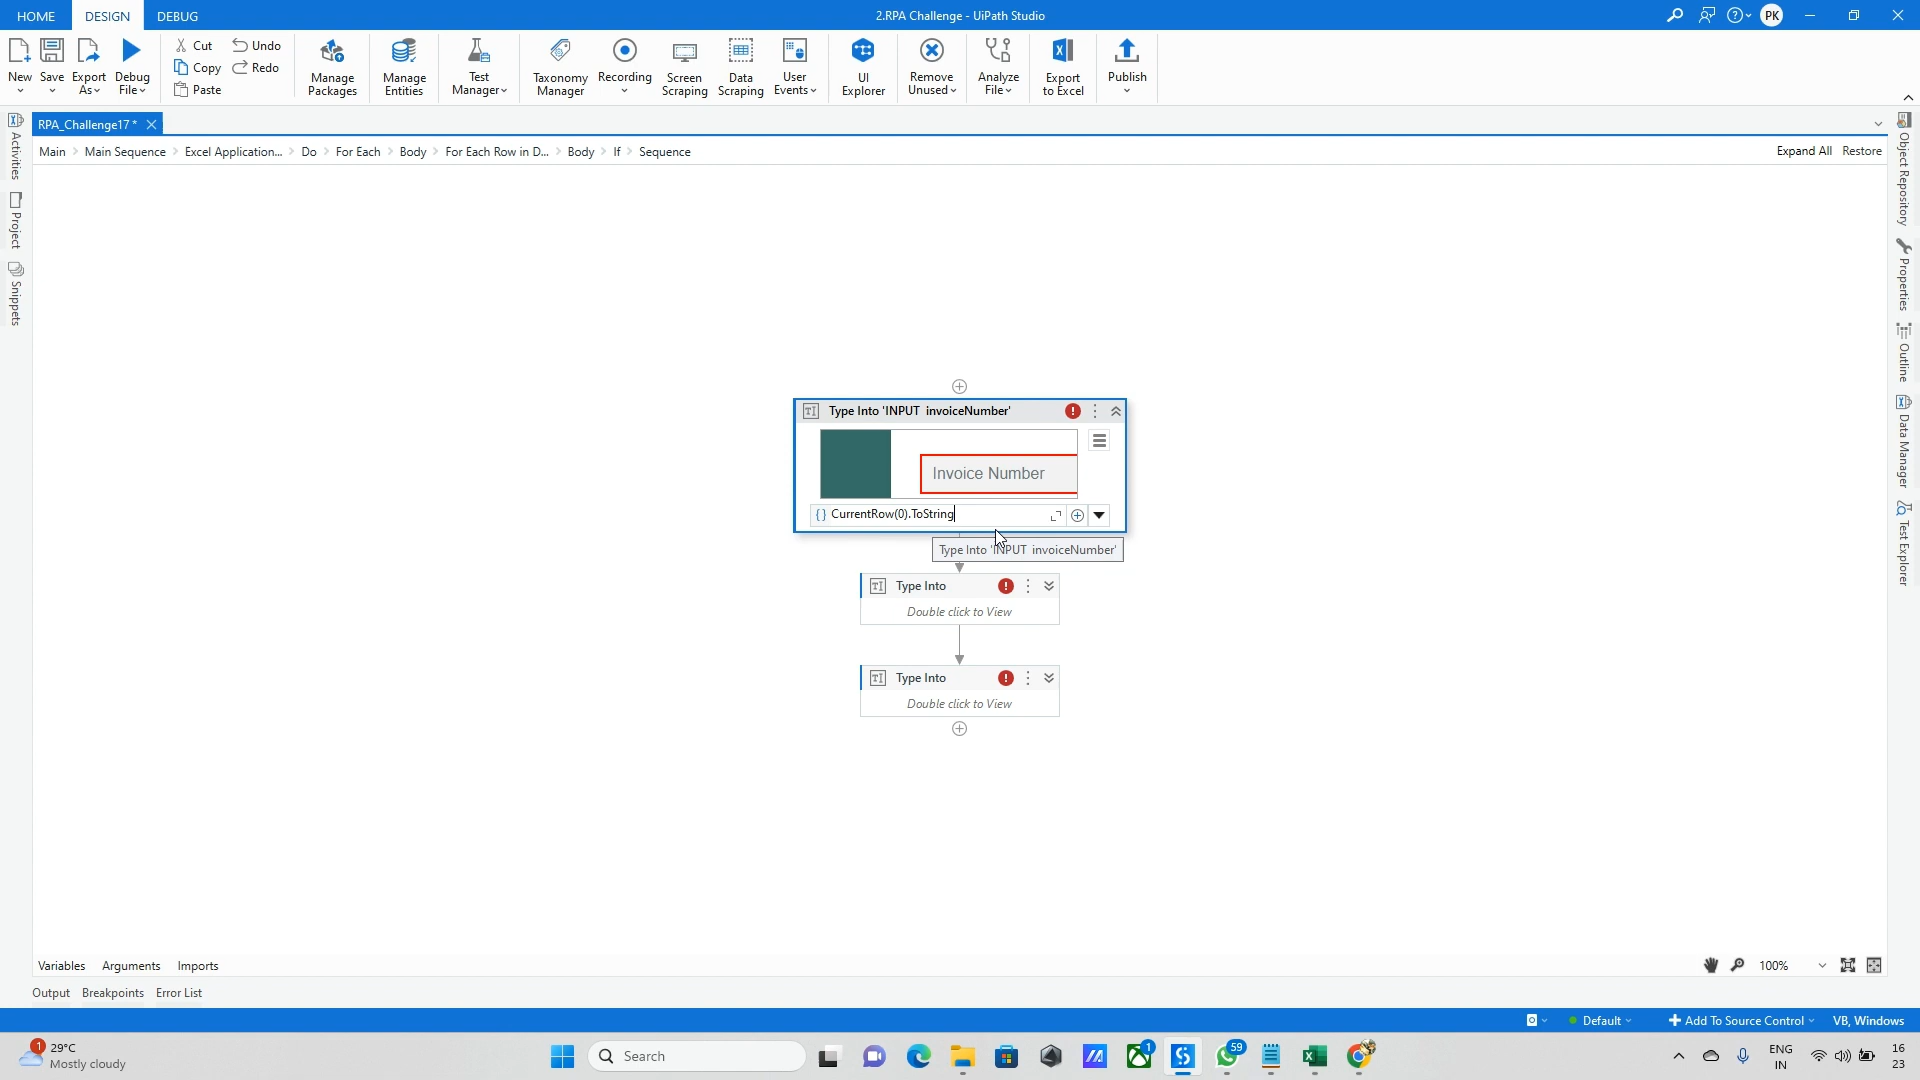 HOME
DESIGN
DEBUG
2.RPA Challenge - UiPath Studio
PK
New
Save
Export As
Debug File
Cut
Copy
Paste
Undo
Redo
Manage Packages
Manage Entities
Test Manager
Taxonomy Manager
Recording
Screen Scraping
Data Scraping
User Events
UI Explorer
Remove Unused
Analyze File
Export to Excel
Publish
RPA_Challenge17 *
Main
Main Sequence
Excel Application...
Do
For Each
Body
For Each Row in D...
Body
If
Sequence
Expand All
Restore
Activities
Project
Snippets
Object Repository
Properties
Outline
Data Manager
Test Explorer
Type Into 'INPUT invoiceNumber'
Invoice Number
CurrentRow(0).ToString
Type Into 'INPUT invoiceNumber'
Type Into
Double click to View
Type Into
Double click to View
Variables
Arguments
Imports
100%
Output
Breakpoints
Error List
Default
Add To Source Control
VB, Windows
1
29°C
Mostly cloudy
Search
1
59
ENG
IN
16
23